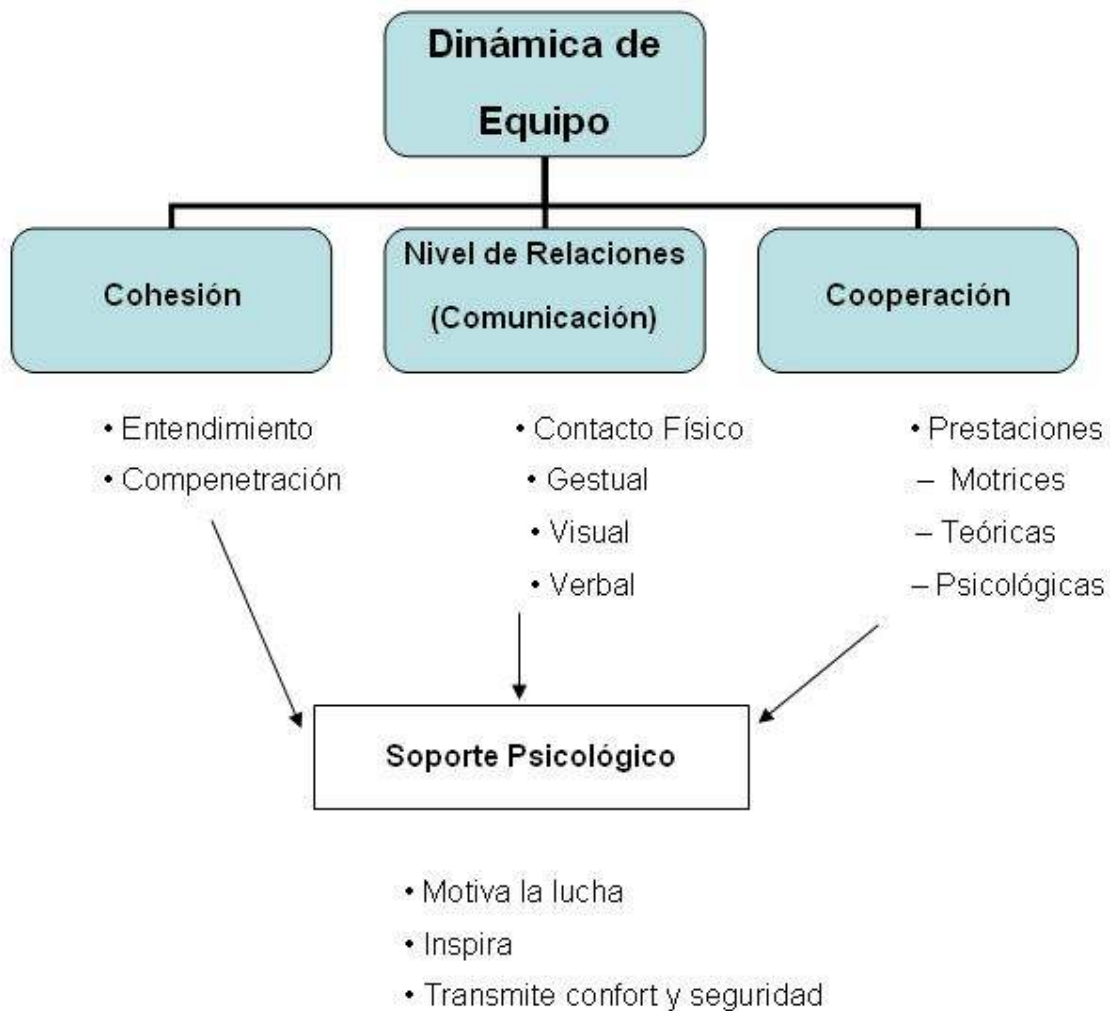 Dinámica de
Equipo
Cohesión
Nivel de Relaciones
(Comunicación)
Cooperación
• Entendimiento
• Compenetración
• Contacto Físico
• Gestual
• Visual
• Verbal
• Prestaciones
– Motrices
– Teóricas
– Psicológicas
Soporte Psicológico
• Motiva la lucha
• Inspira
• Transmite confort y seguridad